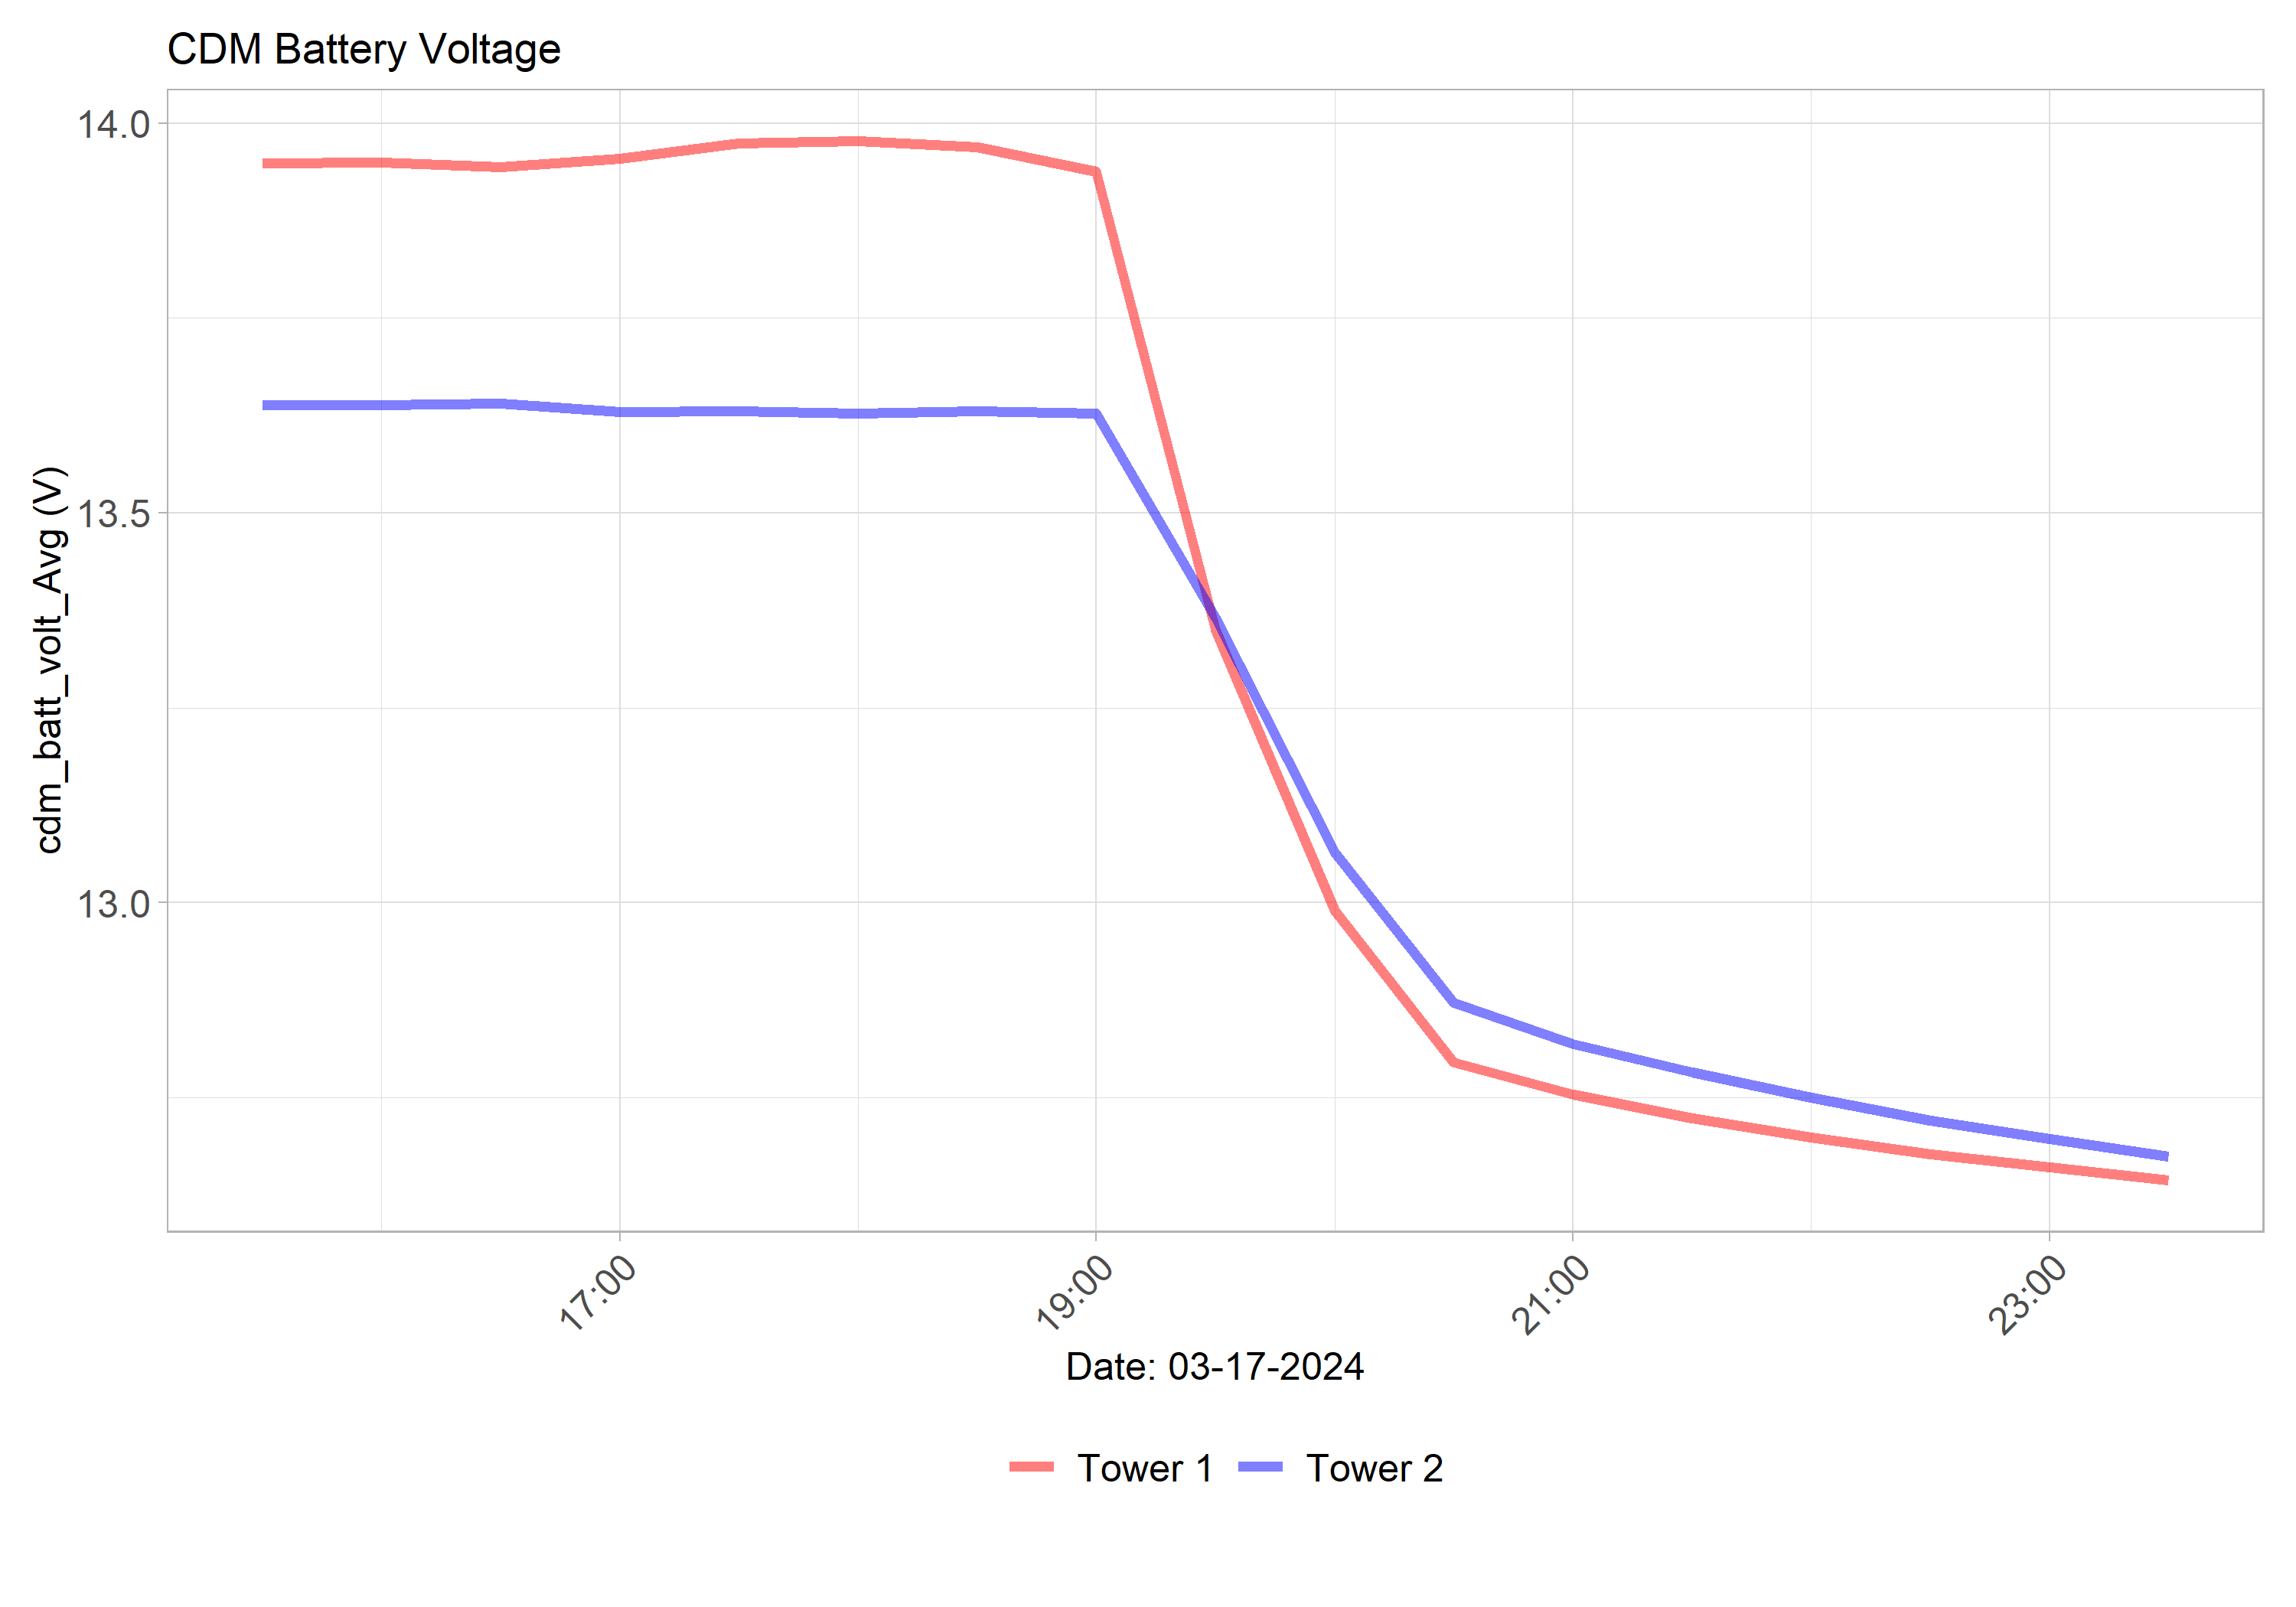 CDM Battery Voltage
cdm_batt_volt_Avg (V)
14.0
13.5
13.0
17:00
19:00
21:00
23:00
Date: 03-17-2024
Tower 1
Tower 2